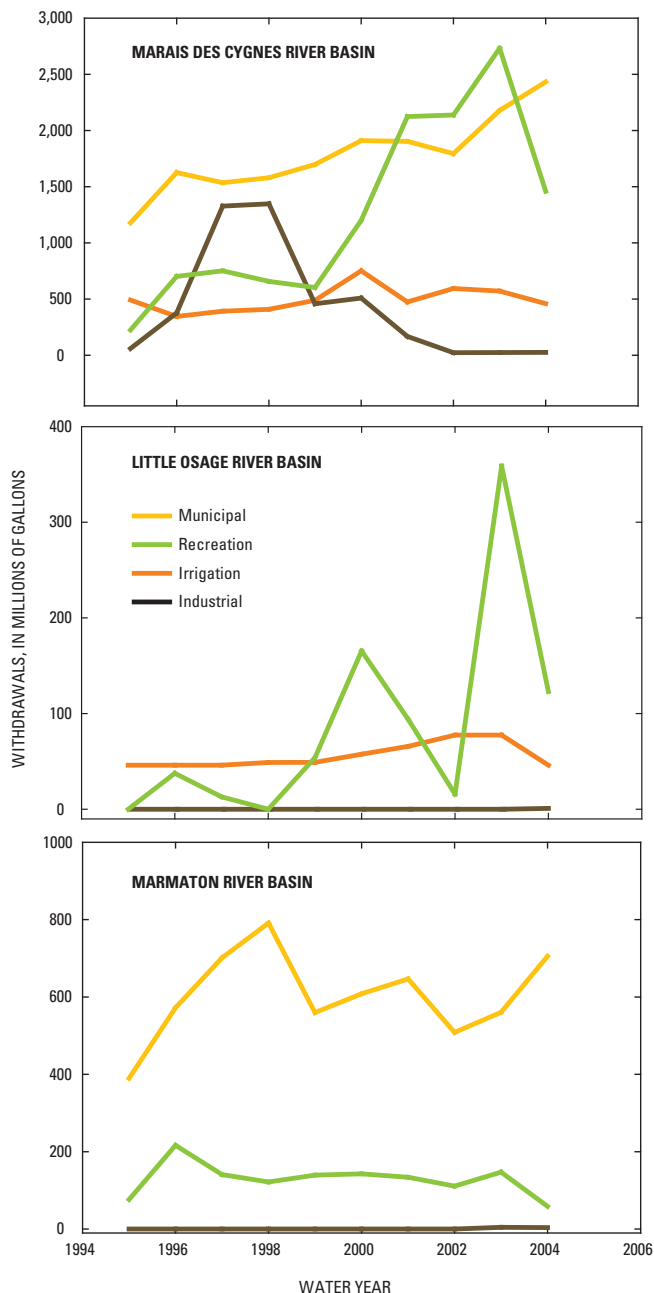 WITHDRAWALS, IN MILLIONS OF GALLONS
3,000
MARAIS DES CYGNES RIVER BASIN
2,500
2,000
1,500
1,000
500
0
400
LITTLE OSAGE RIVER BASIN
300
Municipal
Recreation
Irrigation
Industrial
200
100
0
1000
MARMATON RIVER BASIN
800
600
400
200
0
1994 1996 1998 2000 2002 2004 2006
WATER YEAR